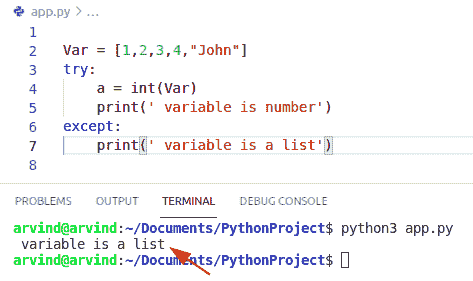 app.py > ...
1
2 Var = [1,2,3,4,"John"]
3 try:
4     a = int(Var)
5     print(' variable is number')
6 except:
7     print(' variable is a list')
8
PROBLEMS OUTPUT TERMINAL DEBUG CONSOLE
arvind@arvind:~/Documents/PythonProject$ python3 app.py
 variable is a list
arvind@arvind:~/Documents/PythonProject$